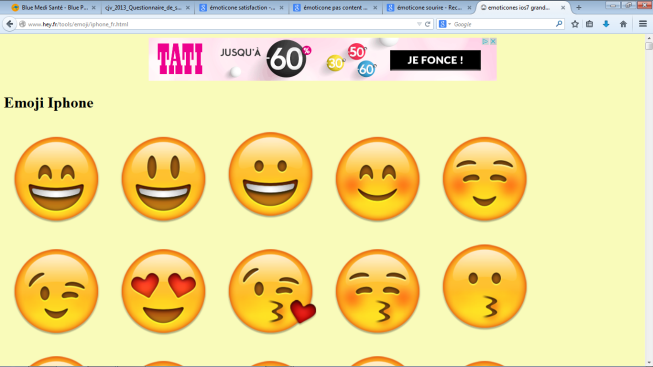 Blue Medi Santé - Blue P...
cjv_2013_Questionnaire_de_s...
émoticone satisfaction -...
émoticone pas content ...
émoticone sourire - Rec...
emoticones ios7 grand...
www.hey.fr/tools/emoji/iphone_fr.html
Google
TATI
JUSQU'À
-60%
-30%
-50%
-60%
JE FONCE !
Emoji Iphone